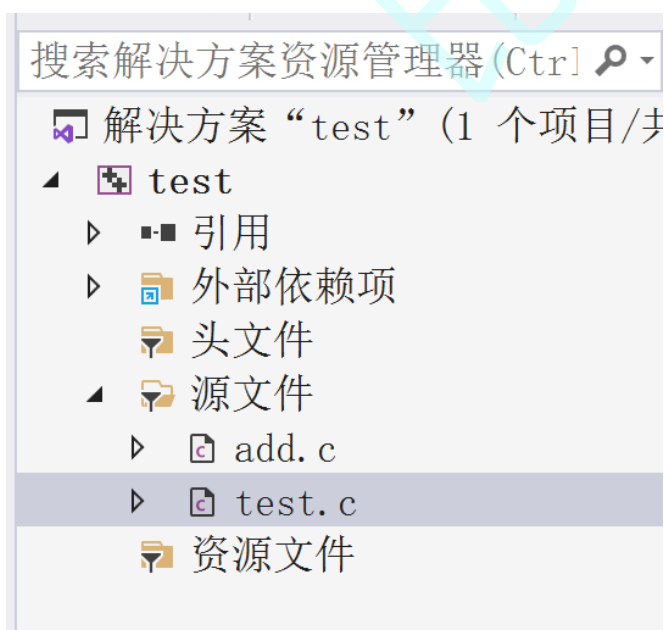 搜索解决方案资源管理器(Ctrl
解决方案“test”(1 个项目/共
test
引用
外部依赖项
头文件
源文件
add.c
test.c
资源文件